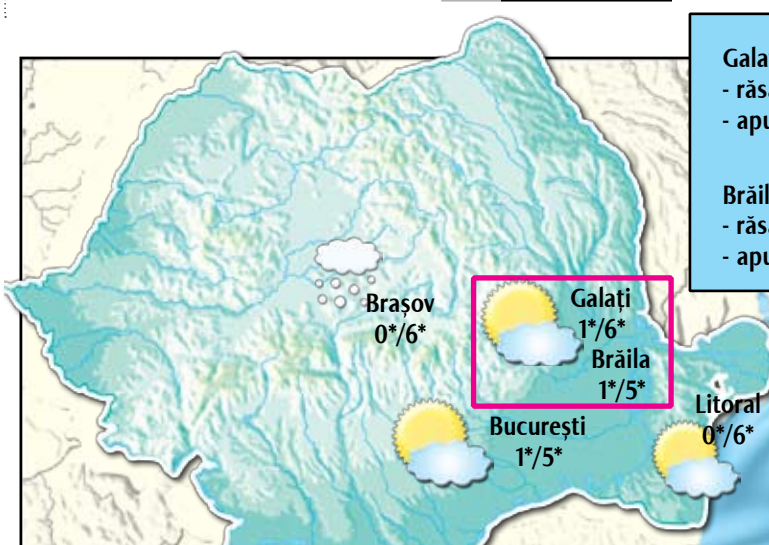 Galați
1*/6*
Brăila
1*/5*
Brașov
0*/6*
București
1*/5*
Litoral
0*/6*